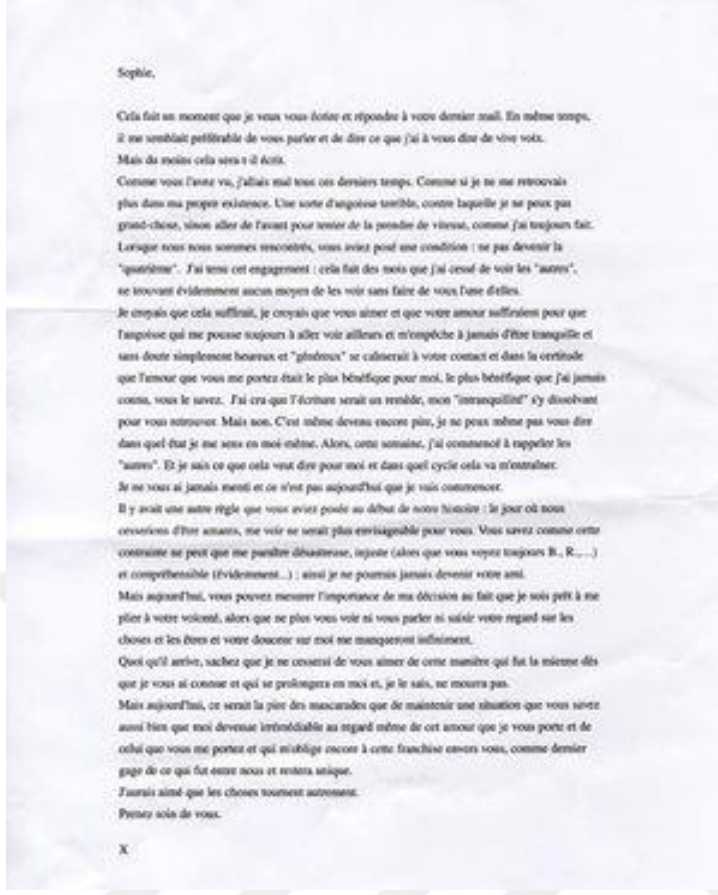 Sophie,
Cela fait un moment que je veux vous écrire et répondre à votre dernier mail. En même temps,
il me semblait préférable de vous parler et de dire ce que j'ai à vous dire de vive voix.
Mais du moins cela sera t-il écrit.
Comme vous l'avez vu, j'allais mal tous ces derniers temps. Comme si je ne me retrouvais
plus dans ma propre existence. Une sorte d'angoisse terrible, contre laquelle je ne peux pas
grand-chose, sinon aller de l'avant pour tenter de la prendre de vitesse, comme j'ai toujours fait.
Lorsque nous nous sommes rencontrés, vous aviez posé une condition : ne pas devenir la
"quatrième". J'ai tenu cet engagement : cela fait des mois que j'ai cessé de voir les "autres",
ne trouvant évidemment aucun moyen de les voir sans faire de vous l'une d'elles.
Je croyais que cela suffirait, je croyais que vous aimer et que votre amour suffiraient pour que
l'angoisse qui me pousse toujours à aller voir ailleurs et m'empêche à jamais d'être tranquille et
sans doute simplement heureux et "généreux" se calmerait à votre contact et dans la certitude
que l'amour que vous me portez était le plus bénéfique pour moi, le plus bénéfique que j'ai jamais
connu, vous le savez. J'ai cru que l'écriture serait un remède, mon "intranquillité" s'y dissolvant
pour vous retrouver. Mais non. C'est même devenu encore pire, je ne peux même pas vous dire
dans quel état je me sens en moi-même. Alors, cette semaine, j'ai commencé à rappeler les
"autres". Et je sais ce que cela veut dire pour moi et dans quel cycle cela va m'entraîner.
Je ne vous ai jamais menti et ce n'est pas aujourd'hui que je vais commencer.
Il y avait une autre règle que vous aviez posée au début de notre histoire : le jour où nous
cesserions d'être amants, me voir ne serait plus envisageable pour vous. Vous savez comme cette
contrainte ne peut que me paraître désastreuse, injuste (alors que vous voyez toujours B., R.,...)
et compréhensible (évidemment...) ; ainsi je ne pourrais jamais devenir votre ami.
Mais aujourd'hui, vous pouvez mesurer l'importance de ma décision au fait que je sois prêt à me
plier à votre volonté, alors que ne plus vous voir ni vous parler ni saisir votre regard sur les
choses et les êtres et votre douceur sur moi me manqueront infiniment.
Quoi qu'il arrive, sachez que je ne cesserai de vous aimer de cette manière qui fut la mienne dès
que je vous ai connue et qui se prolongera en moi et, je le sais, ne mourra pas.
Mais aujourd'hui, ce serait la pire des mascarades que de maintenir une situation que vous savez
aussi bien que moi devenue irrémédiable au regard même de cet amour que je vous porte et de
celui que vous me portez et qui m'oblige encore à cette franchise envers vous, comme dernier
gage de ce qui fut entre nous et restera unique.
J'aurais aimé que les choses tournent autrement.
Prenez soin de vous.
X